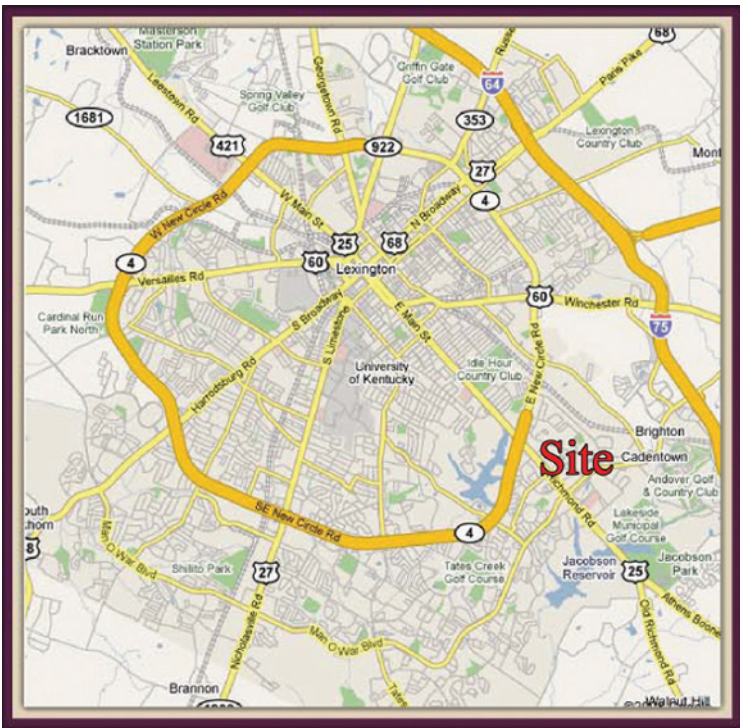 Masterson
Station Park
Bracktown
Leestown Rd
Georgetown Rd
Griffin Gate
Golf Club
64
68
Paris Pike
Spring Valley
Golf Club
1681
421
922
353
Lexington
Country Club
27
4
W New Circle Rd
W Main St
N Broadway
25
68
60
Lexington
4
Versailles Rd
60
Winchester Rd
75
Cardinal Run
Park North
S Broadway
S Limestone
E Main St
E New Circle Rd
Harrodsburg Rd
University
of Kentucky
Idle Hour
Country Club
Brighton
Site
Cadentown
Richmond Rd
Andover Golf
& Country Club
Lakeside
Municipal
Golf Course
SE New Circle Rd
4
Man O War Blvd
Shillito Park
27
Tates Creek
Golf Course
Jacobson
Reservoir
25
Jacobson
Park
Nicholasville Rd
Man O War Blvd
Old Richmond Rd
Athens Boone
Brannon
Tates
Walnut Hill